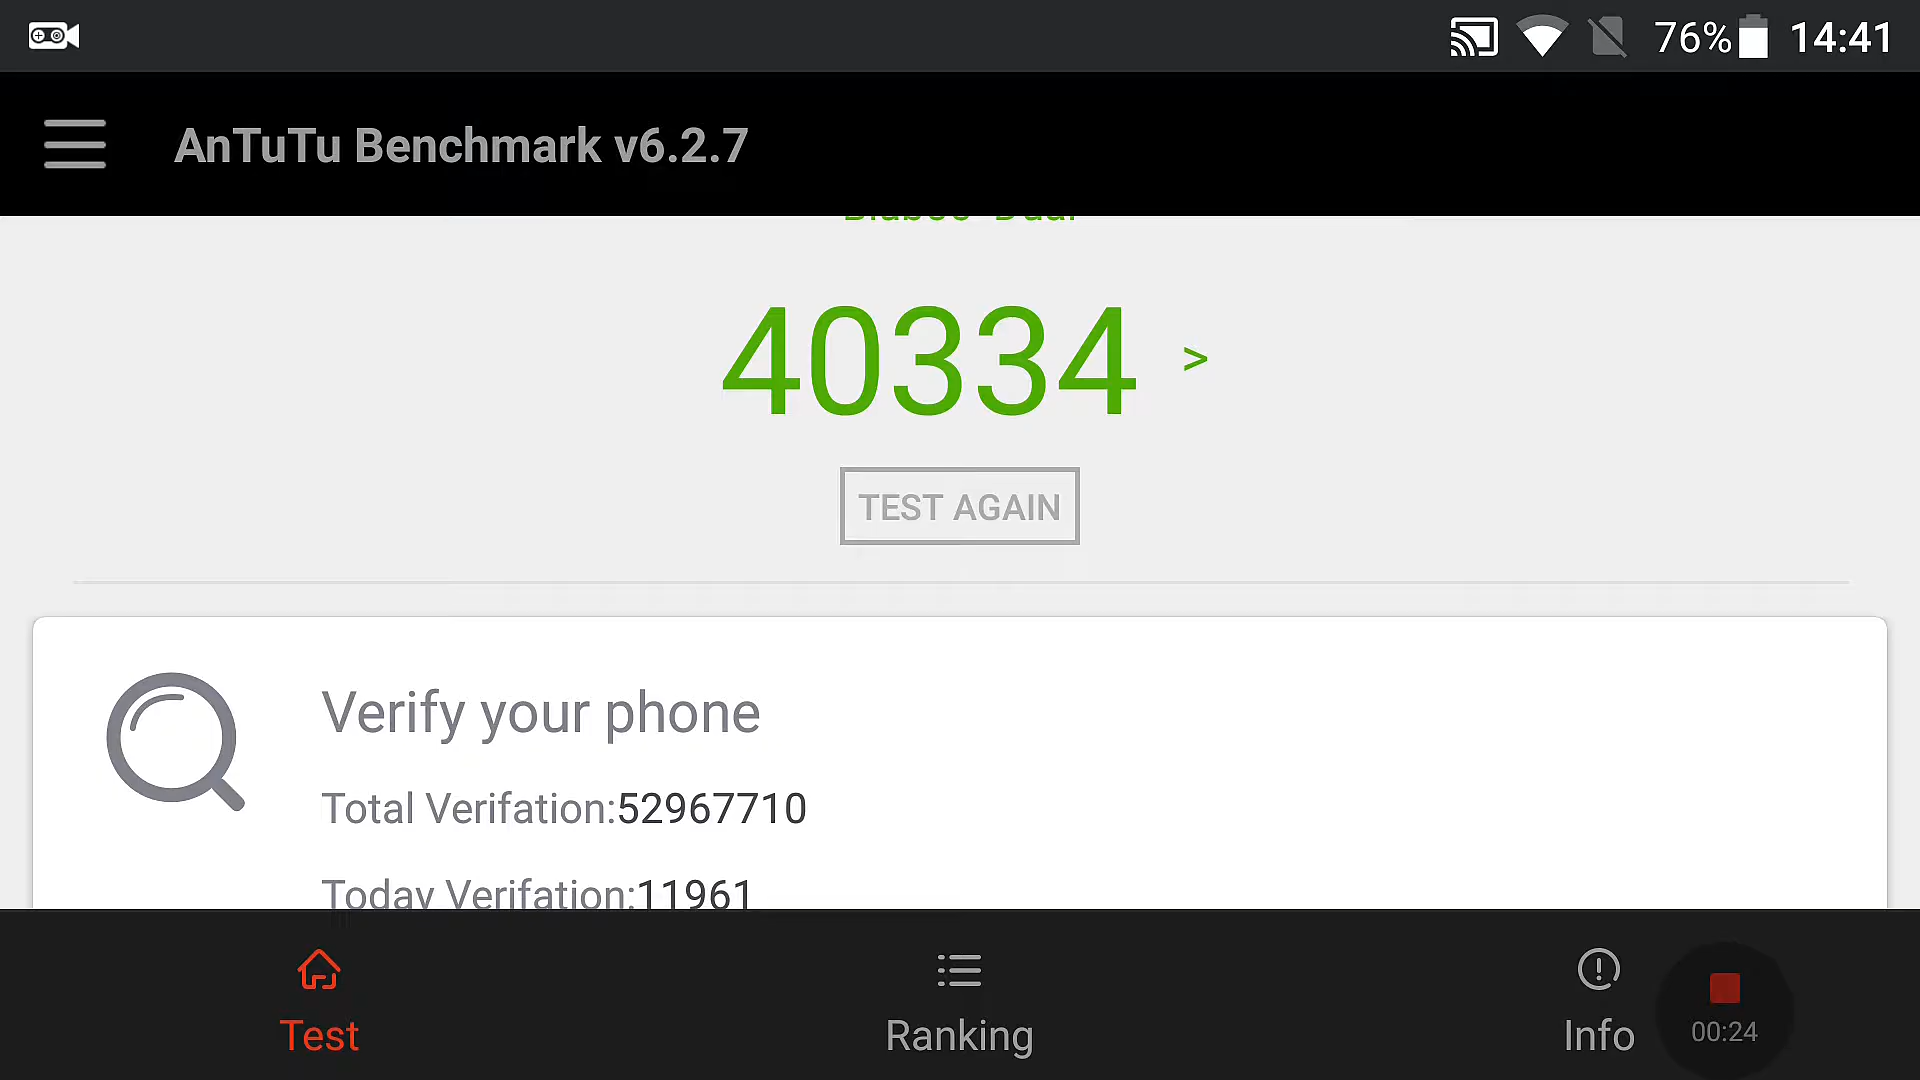 76% 14:41
AnTuTu Benchmark v6.2.7
40334 >
TEST AGAIN
Verify your phone
Total Verifation:52967710
Today Verifation:11961
Test
Ranking
Info
00:24